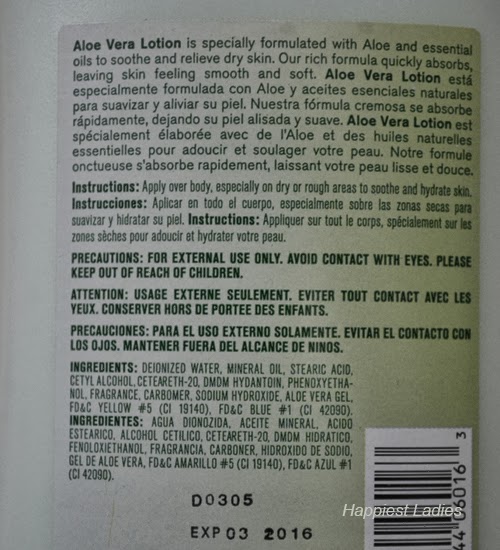 Aloe Vera Lotion is specially formulated with Aloe and essential
oils to soothe and relieve dry skin. Our rich formula quickly absorbs,
leaving skin feeling smooth and soft. Aloe Vera Lotion está
especialmente formulada con Aloe y aceites esenciales naturales
para suavizar y aliviar su piel. Nuestra fórmula cremosa se absorbe
rápidamente, dejando su piel alisada y suave. Aloe Vera Lotion est
spécialement élaborée avec de l'Aloe et des huiles naturelles
essentielles pour adoucir et soulager votre peau. Notre formule
onctueuse s'absorbe rapidement, laissant votre peau lisse et douce.
Instructions: Apply over body, especially on dry or rough areas to soothe and hydrate skin.
Instrucciones: Aplicar en todo el cuerpo, especialmente sobre las zonas secas para
suavizar y hidratar su piel. Instructions: Appliquer sur tout le corps, spécialement sur les
zones sèches pour adoucir et hydrater votre peau.
PRECAUTIONS: FOR EXTERNAL USE ONLY. AVOID CONTACT WITH EYES. PLEASE
KEEP OUT OF REACH OF CHILDREN.
ATTENTION: USAGE EXTERNE SEULEMENT. EVITER TOUT CONTACT AVEC LES
YEUX. CONSERVER HORS DE PORTEE DES ENFANTS.
PRECAUCIONES: PARA EL USO EXTERNO SOLAMENTE. EVITAR EL CONTACTO CON
LOS OJOS. MANTENER FUERA DEL ALCANCE DE NINOS.
INGREDIENTS: DEIONIZED WATER, MINERAL OIL, STEARIC ACID,
CETYL ALCOHOL, CETEARETH-20, DMDM HYDANTOIN, PHENOXYETHA-
NOL, FRAGRANCE, CARBOMER, SODIUM HYDROXIDE, ALOE VERA GEL,
FD&C YELLOW #5 (CI 19140), FD&C BLUE #1 (CI 42090).
INGREDIENTES: AGUA DIONOZIDA, ACEITE MINERAL, ACIDO
ESTEARICO, ALCOHOL CETILICO, CETEARETH-20, DMDM HIDRATICO,
FENOLOXIETHANOL, FRAGANCIA, CARBONER, HIDROXIDO DE SODIO,
GEL DE ALOE VERA, FD&C AMARILLO #5 (CI 19140), FD&C AZUL #1
(CI 42090).
D0305
EXP 03 2016
44 06016 3
Happiest Ladies